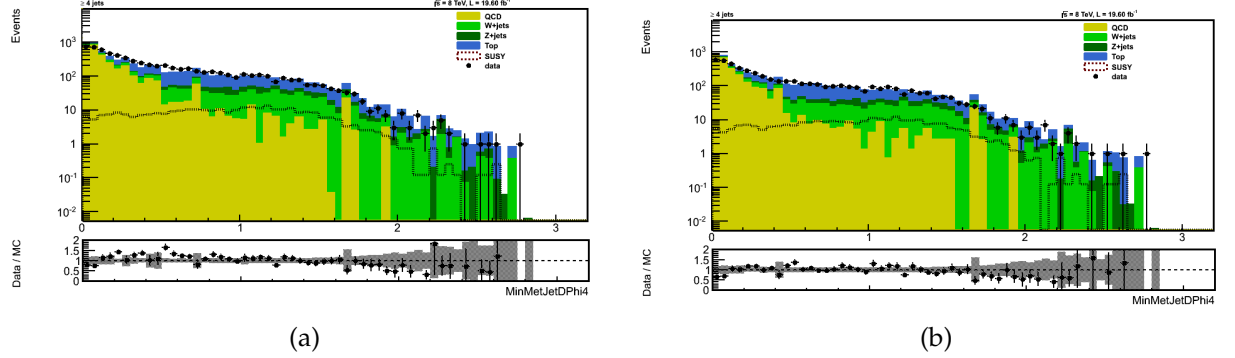 ≥ 4 jets
√s = 8 TeV, L = 19.60 fb⁻¹
Events
QCD
W+jets
Z+jets
Top
SUSY
data
10³
10²
10
1
10⁻¹
10⁻²
0 1 2 3
Data / MC
2
1.5
1
0.5
0
MinMetJetDPhi4
(a)
≥ 4 jets
√s = 8 TeV, L = 19.60 fb⁻¹
Events
QCD
W+jets
Z+jets
Top
SUSY
data
10³
10²
10
1
10⁻¹
10⁻²
0 1 2 3
Data / MC
2
1.5
1
0.5
0
MinMetJetDPhi4
(b)